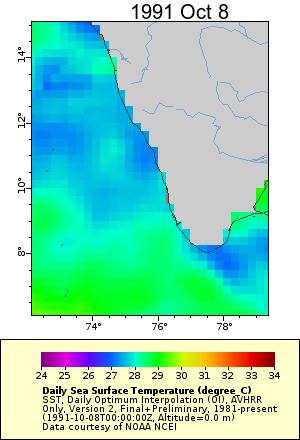 1991 Oct 8
14°
12°
10°
8°
74° 76° 78°
24 25 26 27 28 29 30 31 32 33 34
Daily Sea Surface Temperature (degree_C)
SST, Daily Optimum Interpolation (OI), AVHRR
Only, Version 2, Final+Preliminary, 1981-present
(1991-10-08T00:00:00Z, Altitude=0.0 m)
Data courtesy of NOAA NCEI